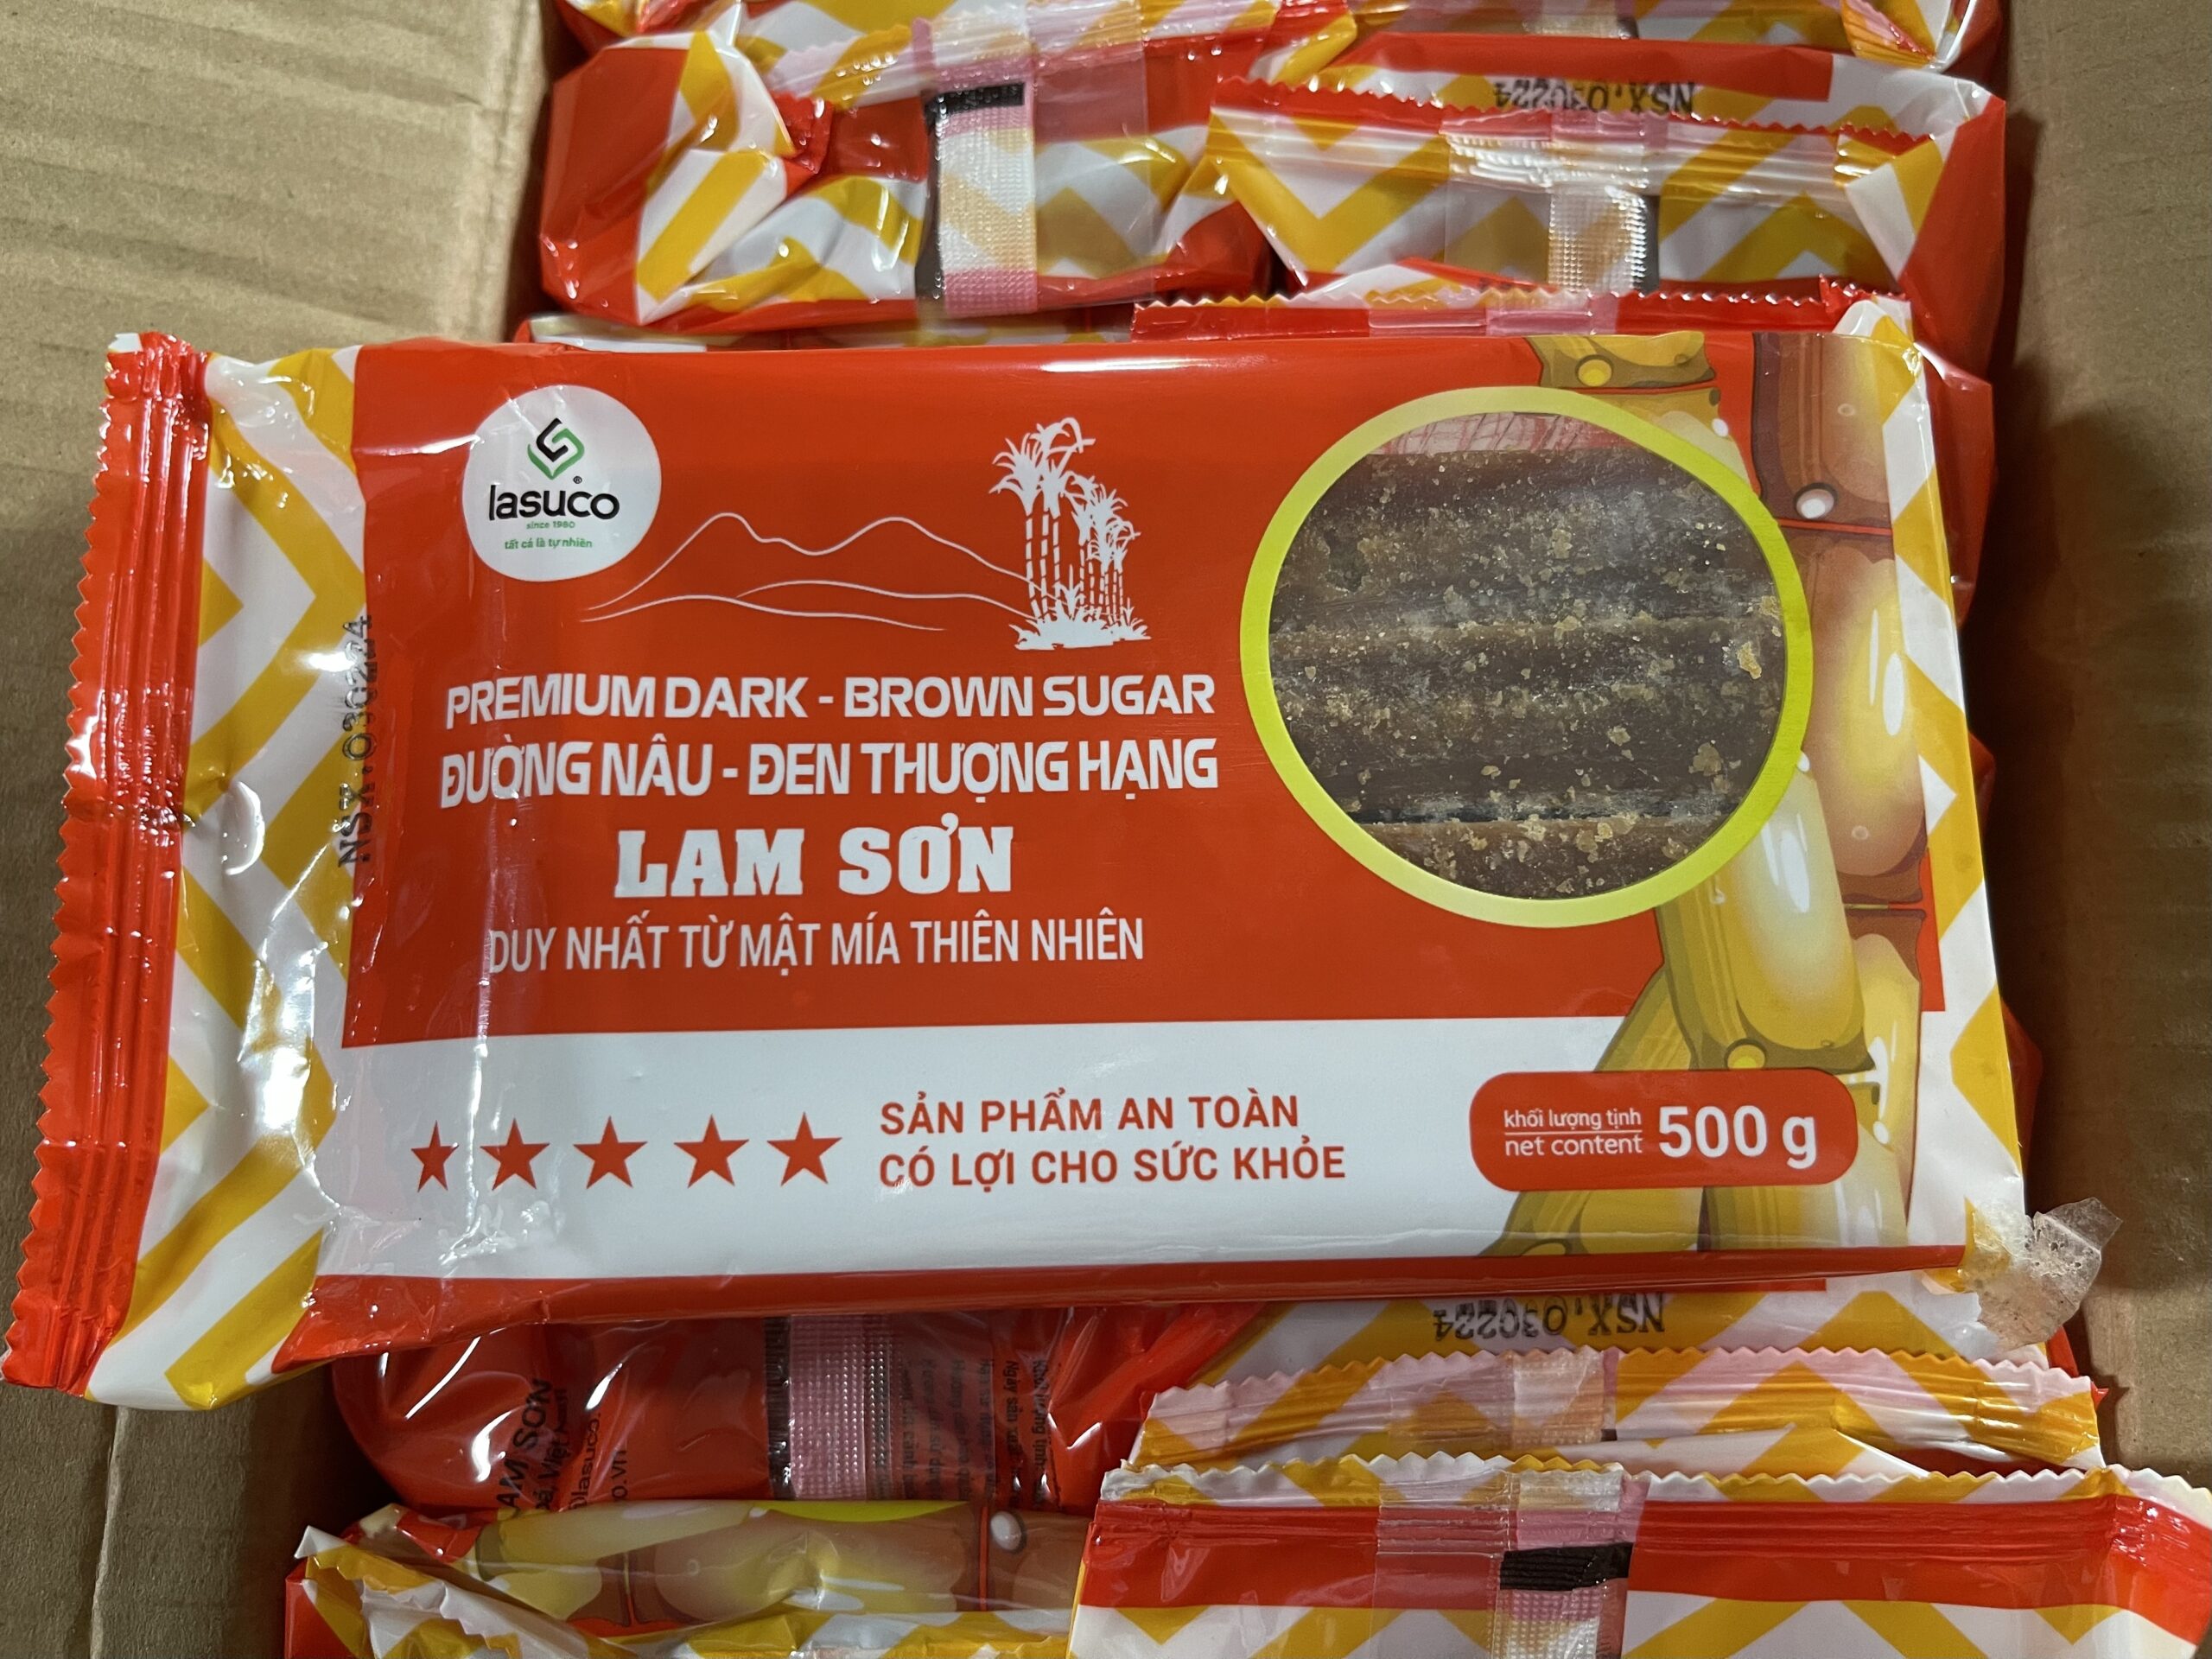 NSX.030224
lasuco
since 1980
tất cả là tự nhiên
PREMIUM DARK - BROWN SUGAR
ĐƯỜNG NÂU - ĐEN THƯỢNG HẠNG
LAM SƠN
DUY NHẤT TỪ MẬT MÍA THIÊN NHIÊN
NSX.030224
SẢN PHẨM AN TOÀN
CÓ LỢI CHO SỨC KHỎE
khối lượng tịnh
net content
500 g
NSX.030224